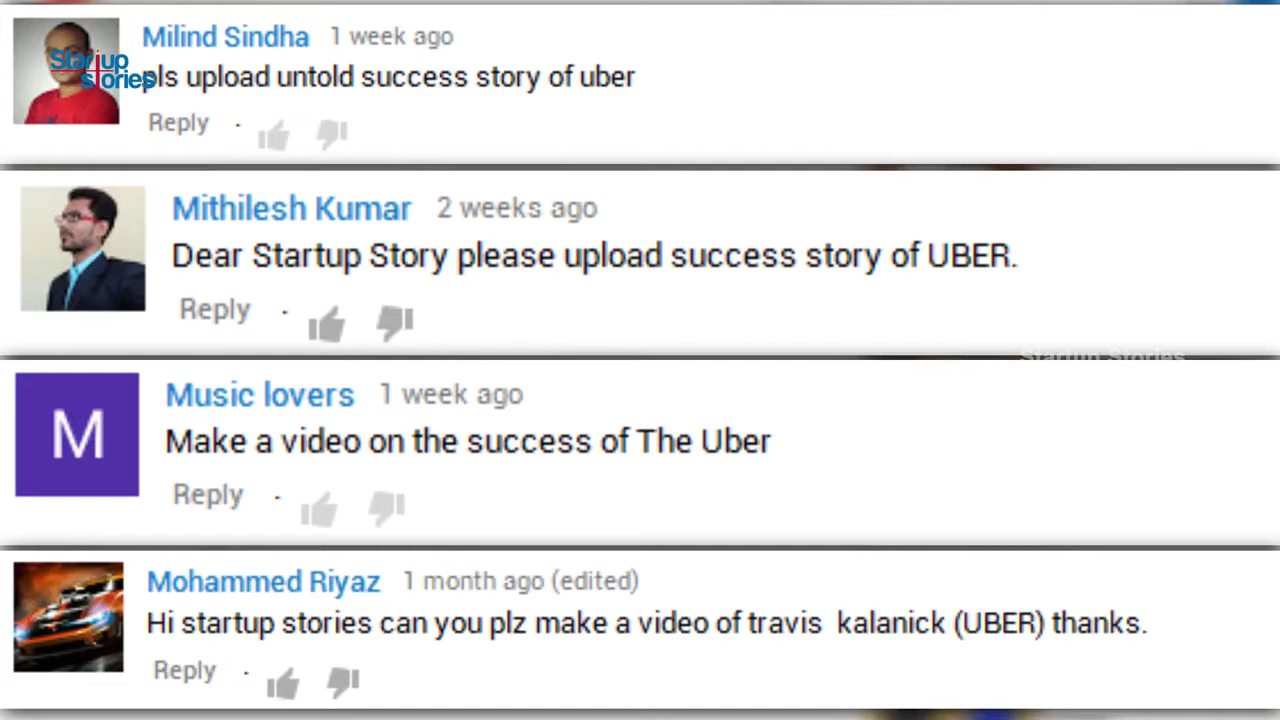 Milind Sindha 1 week ago
Startup
stories
pls upload untold success story of uber
Reply
Mithilesh Kumar 2 weeks ago
Dear Startup Story please upload success story of UBER.
Reply
Startup Stories
M
Music lovers 1 week ago
Make a video on the success of The Uber
Reply
Mohammed Riyaz 1 month ago (edited)
Hi startup stories can you plz make a video of travis kalanick (UBER) thanks.
Reply